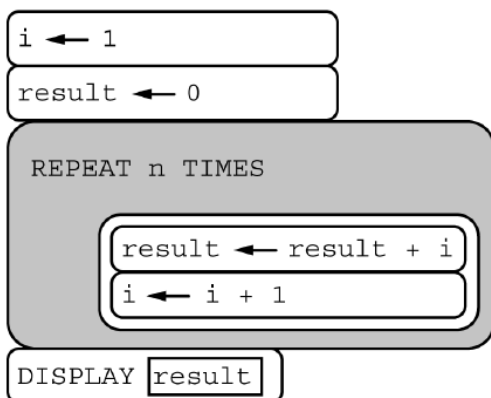 i ← 1
result ← 0
REPEAT n TIMES
result ← result + i
i ← i + 1
DISPLAY result